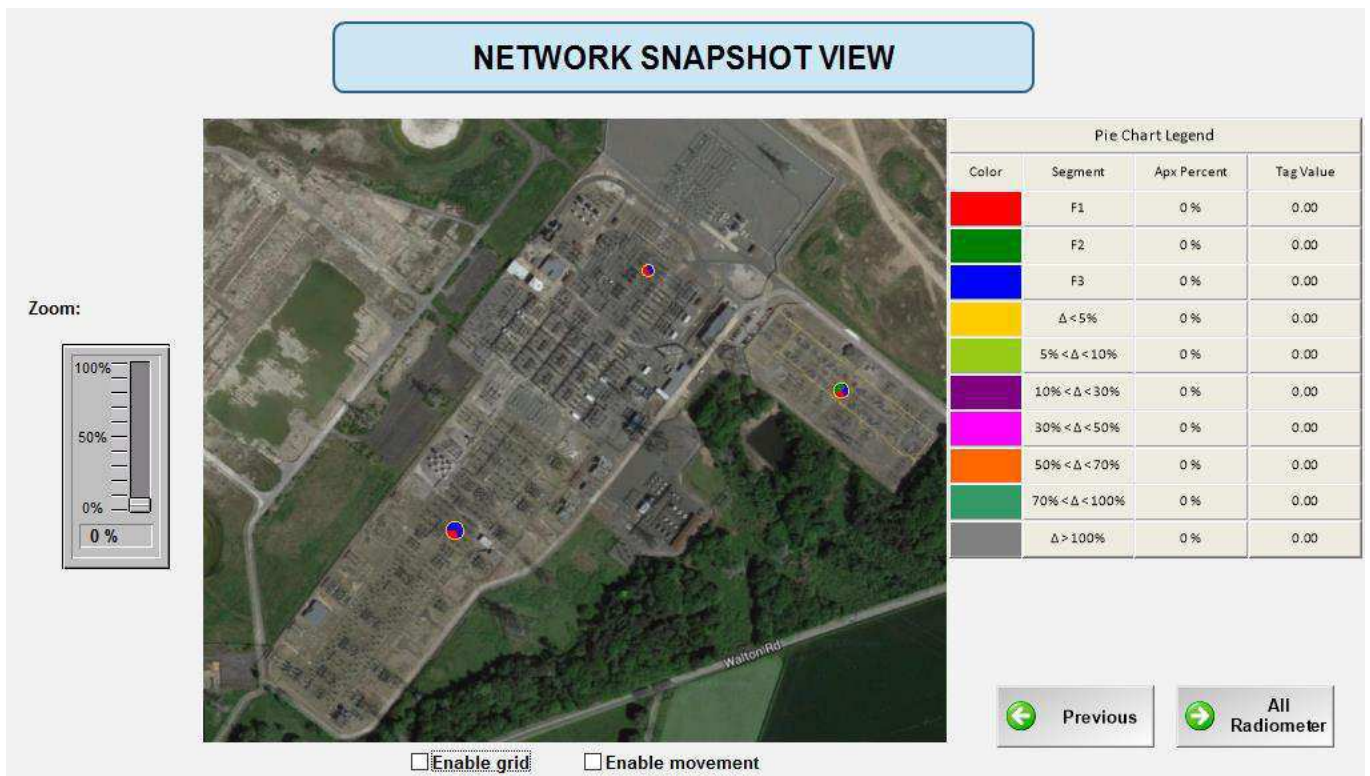 NETWORK SNAPSHOT VIEW
Zoom:
100%
50%
0%
0 %
Walton Rd
Pie Chart Legend
Color Segment Apx Percent Tag Value
F1 0 % 0.00
F2 0 % 0.00
F3 0 % 0.00
Δ < 5% 0 % 0.00
5% < Δ < 10% 0 % 0.00
10% < Δ < 30% 0 % 0.00
30% < Δ < 50% 0 % 0.00
50% < Δ < 70% 0 % 0.00
70% < Δ < 100% 0 % 0.00
Δ > 100% 0 % 0.00
Previous
All
Radiometer
Enable grid Enable movement